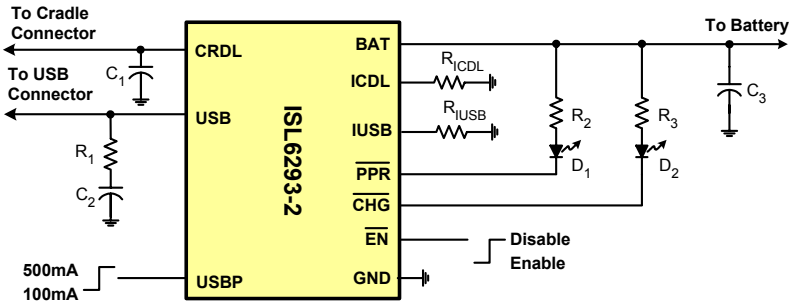 To Cradle
Connector
CRDL
C1
To USB
Connector
USB
R1
C2
500mA
100mA
USBP
ISL6293-2
BAT
To Battery
ICDL
RICDL
IUSB
RIUSB
PPR
CHG
EN
GND
R2
D1
R3
D2
C3
Disable
Enable